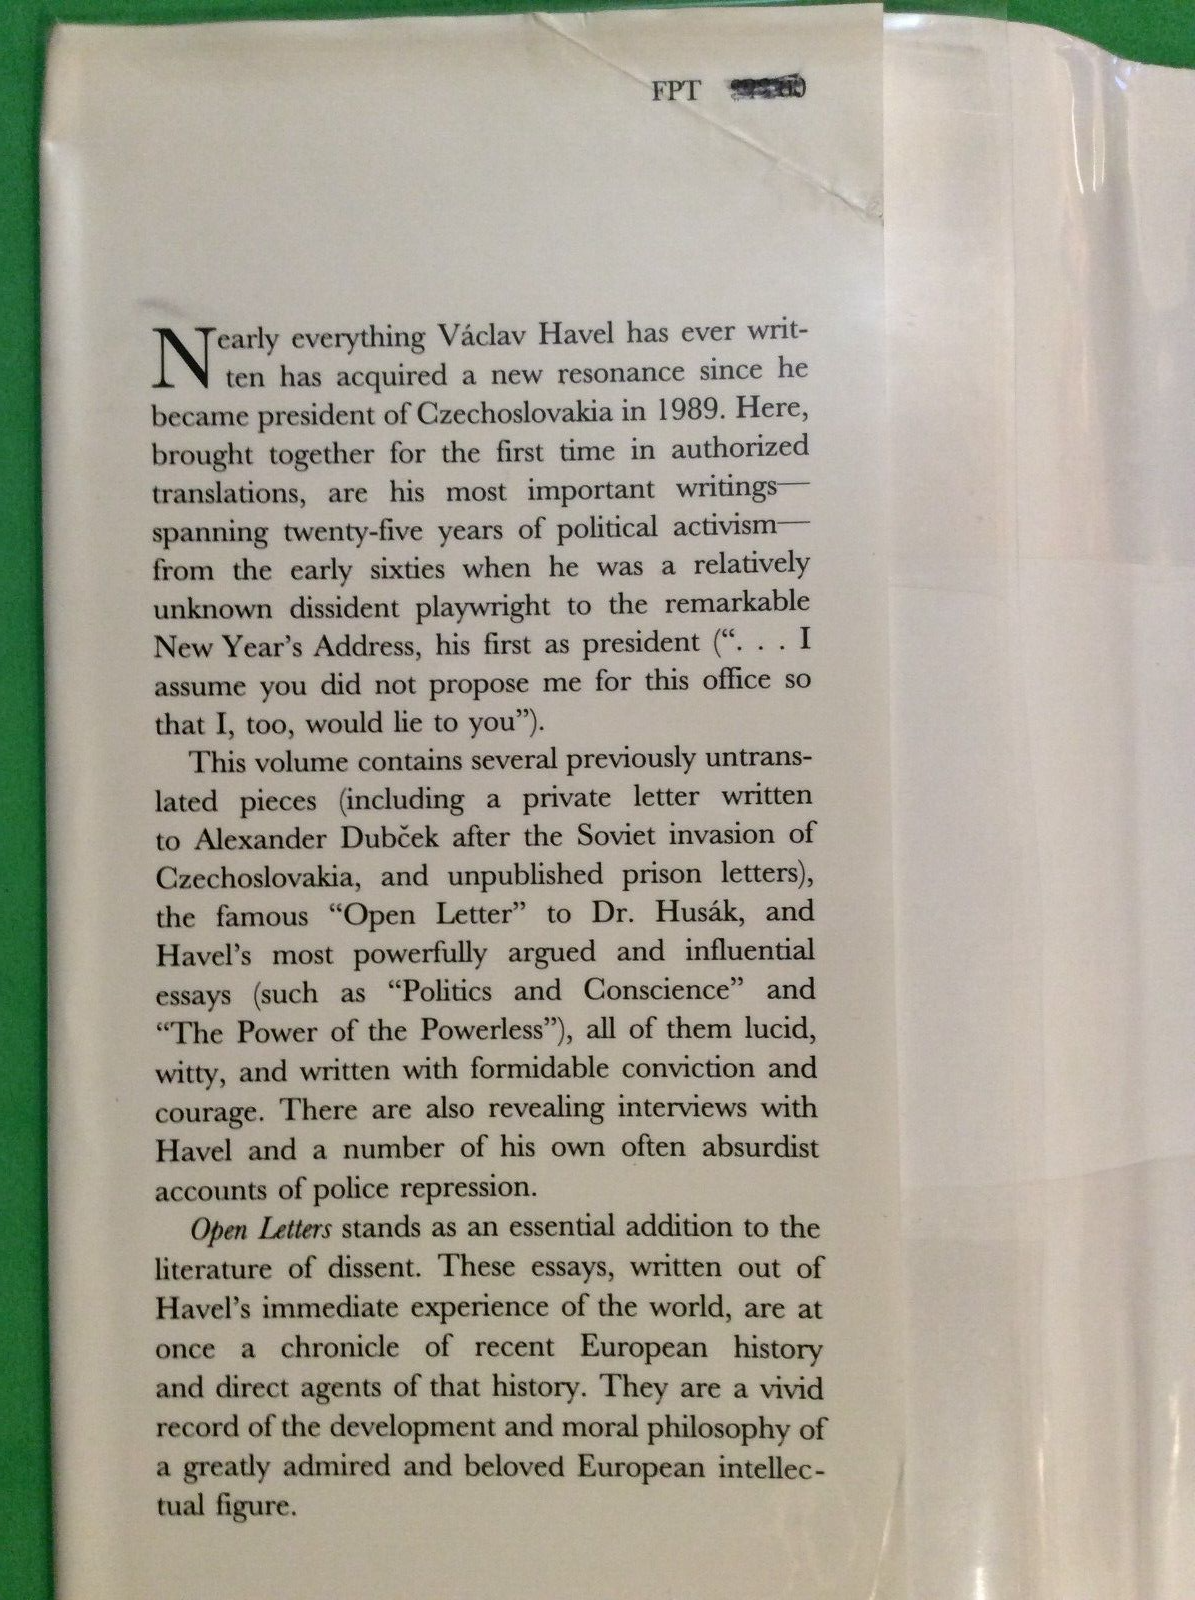 FPT
Nearly everything Václav Havel has ever writ-
ten has acquired a new resonance since he
became president of Czechoslovakia in 1989. Here,
brought together for the first time in authorized
translations, are his most important writings—
spanning twenty-five years of political activism—
from the early sixties when he was a relatively
unknown dissident playwright to the remarkable
New Year's Address, his first as president (“. . . I
assume you did not propose me for this office so
that I, too, would lie to you”).
This volume contains several previously untrans-
lated pieces (including a private letter written
to Alexander Dubček after the Soviet invasion of
Czechoslovakia, and unpublished prison letters),
the famous “Open Letter” to Dr. Husák, and
Havel's most powerfully argued and influential
essays (such as “Politics and Conscience” and
“The Power of the Powerless”), all of them lucid,
witty, and written with formidable conviction and
courage. There are also revealing interviews with
Havel and a number of his own often absurdist
accounts of police repression.
Open Letters stands as an essential addition to the
literature of dissent. These essays, written out of
Havel's immediate experience of the world, are at
once a chronicle of recent European history
and direct agents of that history. They are a vivid
record of the development and moral philosophy of
a greatly admired and beloved European intellec-
tual figure.